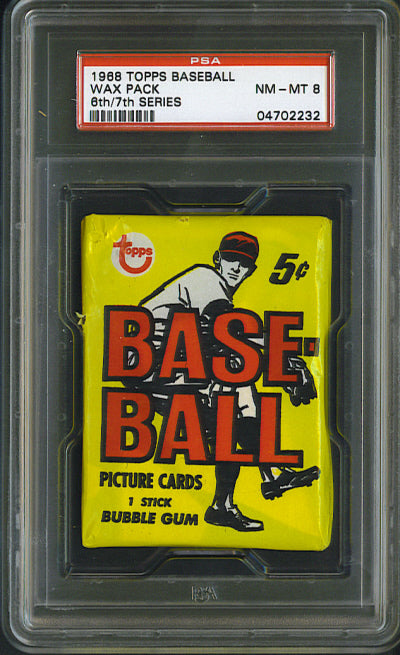 PSA
1968 TOPPS BASEBALL
WAX PACK NM - MT 8
6th/7th SERIES
04702232
Topps
5¢
BASE-
BALL
PICTURE CARDS
1 STICK
BUBBLE GUM
PSA